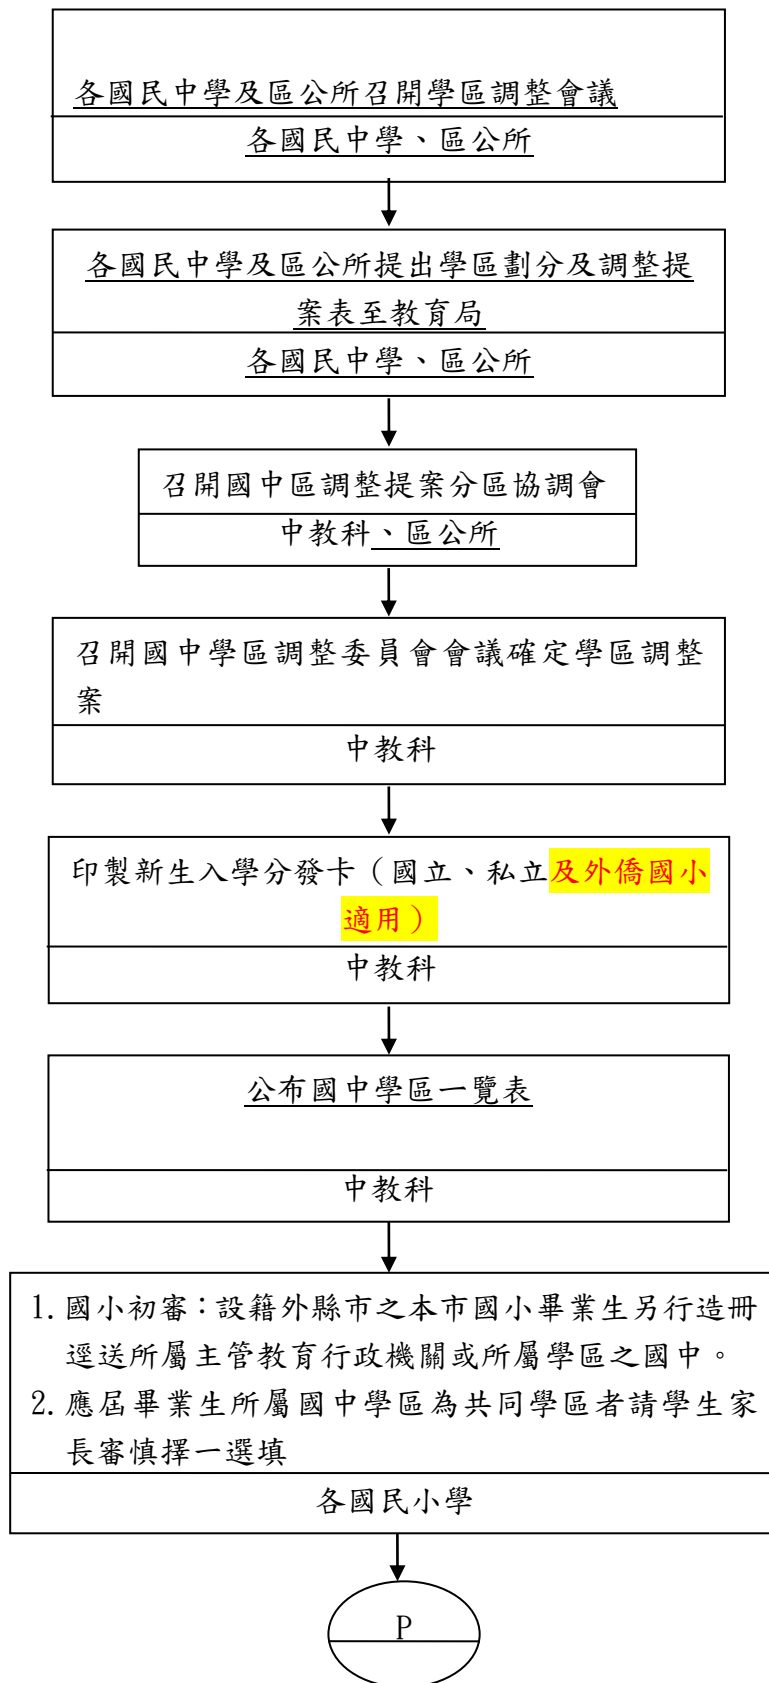 各國民中學及區公所召開學區調整會議
各國民中學、區公所
各國民中學及區公所提出學區劃分及調整提
案表至教育局
各國民中學、區公所
召開國中區調整提案分區協調會
中教科、區公所
召開國中學區調整委員會會議確定學區調整
案
中教科
印製新生入學分發卡（國立、私立及外僑國小
適用）
中教科
公布國中學區一覽表
中教科
1.國小初審：設籍外縣市之本市國小畢業生另行造冊
逕送所屬主管教育行政機關或所屬學區之國中。
2.應屆畢業生所屬國中學區為共同學區者請學生家
長審慎擇一選填
各國民小學
P